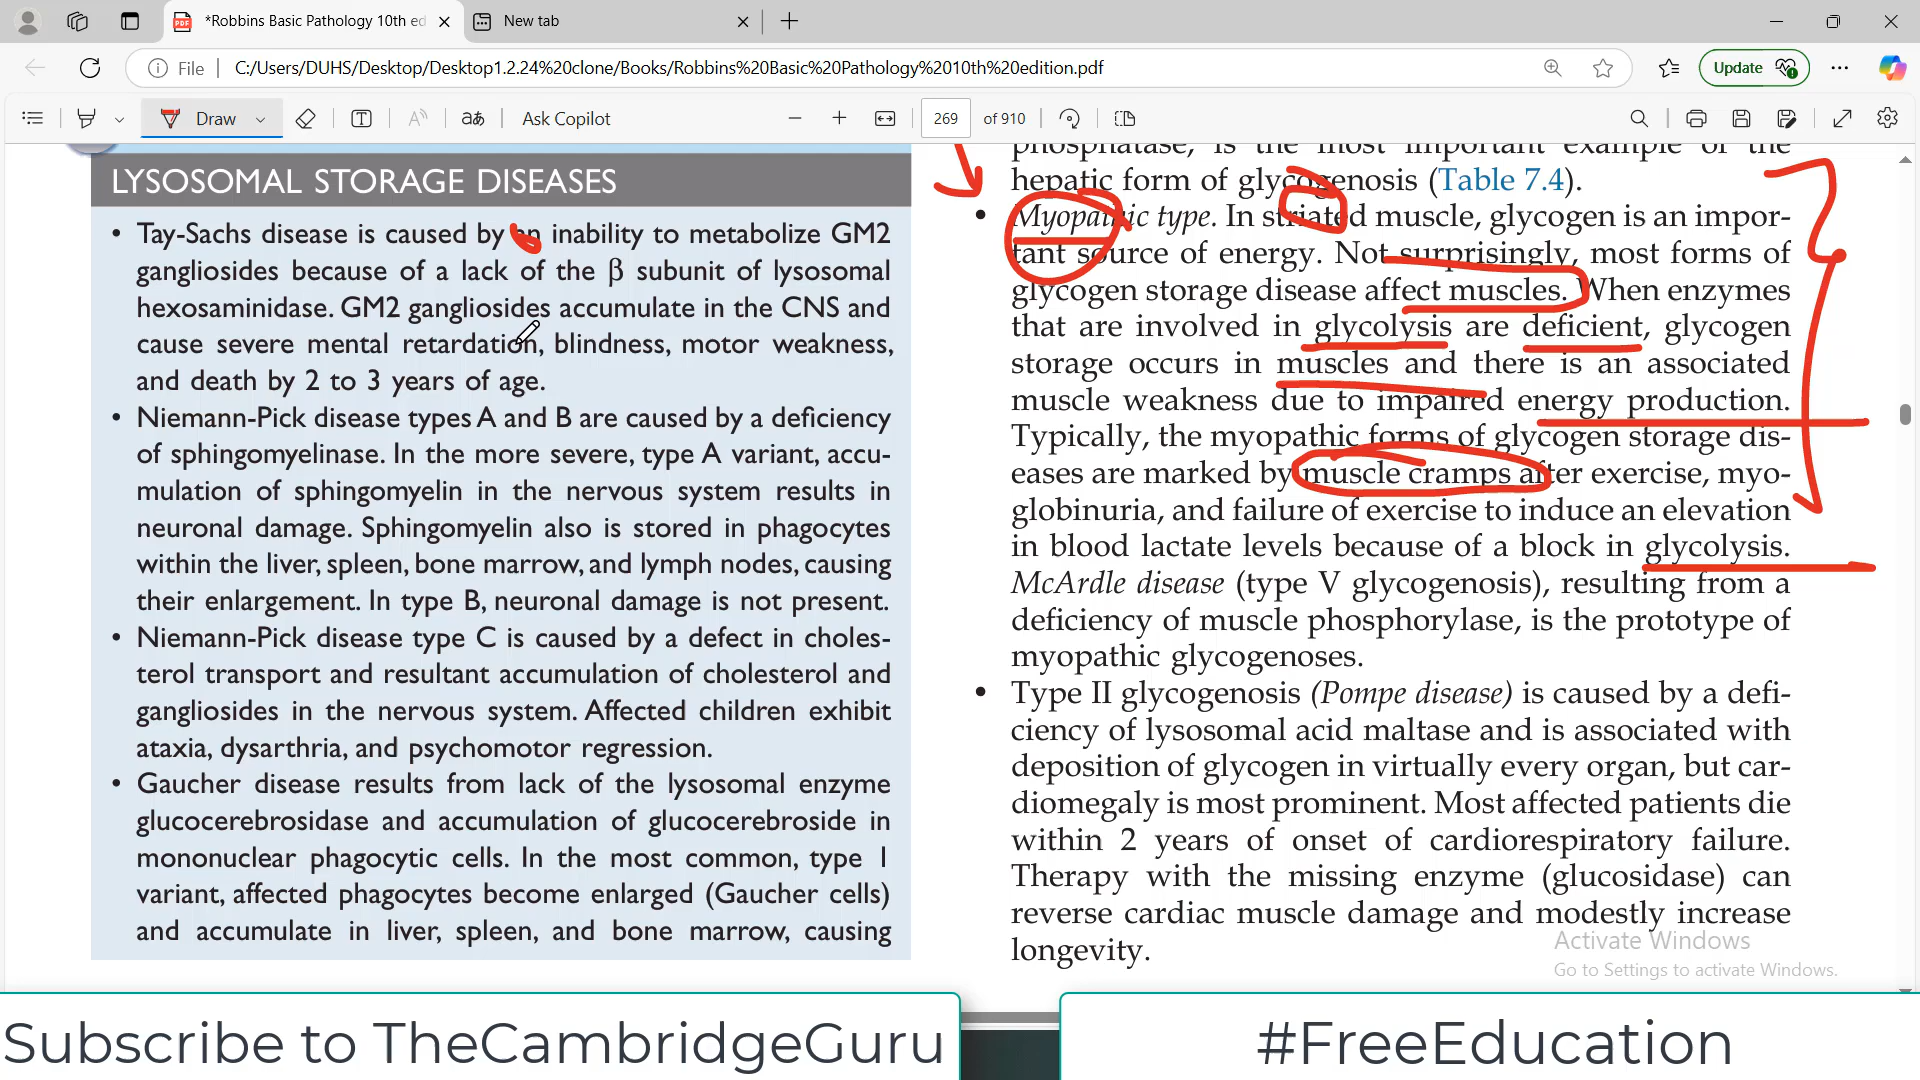 *Robbins Basic Pathology 10th ed
New tab
File
C:/Users/DUHS/Desktop/Desktop1.2.24%20clone/Books/Robbins%20Basic%20Pathology%2010th%20edition.pdf
Update
Draw
Ask Copilot
269 of 910
LYSOSOMAL STORAGE DISEASES
• Tay-Sachs disease is caused by an inability to metabolize GM2
gangliosides because of a lack of the β subunit of lysosomal
hexosaminidase. GM2 gangliosides accumulate in the CNS and
cause severe mental retardation, blindness, motor weakness,
and death by 2 to 3 years of age.
• Niemann-Pick disease types A and B are caused by a deficiency
of sphingomyelinase. In the more severe, type A variant, accu-
mulation of sphingomyelin in the nervous system results in
neuronal damage. Sphingomyelin also is stored in phagocytes
within the liver, spleen, bone marrow, and lymph nodes, causing
their enlargement. In type B, neuronal damage is not present.
• Niemann-Pick disease type C is caused by a defect in choles-
terol transport and resultant accumulation of cholesterol and
gangliosides in the nervous system. Affected children exhibit
ataxia, dysarthria, and psychomotor regression.
• Gaucher disease results from lack of the lysosomal enzyme
glucocerebrosidase and accumulation of glucocerebroside in
mononuclear phagocytic cells. In the most common, type 1
variant, affected phagocytes become enlarged (Gaucher cells)
and accumulate in liver, spleen, and bone marrow, causing
phosphatase, is the most important example of the
hepatic form of glycogenosis (Table 7.4).
• Myopathic type. In striated muscle, glycogen is an impor-
tant source of energy. Not surprisingly, most forms of
glycogen storage disease affect muscles. When enzymes
that are involved in glycolysis are deficient, glycogen
storage occurs in muscles and there is an associated
muscle weakness due to impaired energy production.
Typically, the myopathic forms of glycogen storage dis-
eases are marked by muscle cramps after exercise, myo-
globinuria, and failure of exercise to induce an elevation
in blood lactate levels because of a block in glycolysis.
McArdle disease (type V glycogenosis), resulting from a
deficiency of muscle phosphorylase, is the prototype of
myopathic glycogenoses.
• Type II glycogenosis (Pompe disease) is caused by a defi-
ciency of lysosomal acid maltase and is associated with
deposition of glycogen in virtually every organ, but car-
diomegaly is most prominent. Most affected patients die
within 2 years of onset of cardiorespiratory failure.
Therapy with the missing enzyme (glucosidase) can
reverse cardiac muscle damage and modestly increase
longevity.
Activate Windows
Go to Settings to activate Windows.
Subscribe to TheCambridgeGuru
#FreeEducation